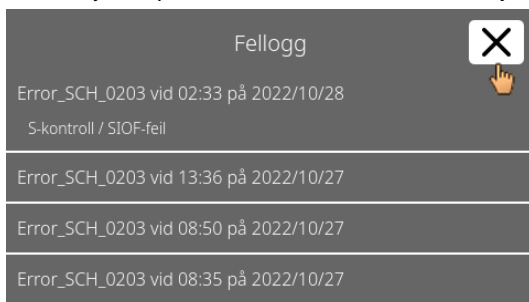 Fellogg
Error_SCH_0203 vid 02:33 på 2022/10/28
S-kontroll / SIOF-feil
Error_SCH_0203 vid 13:36 på 2022/10/27
Error_SCH_0203 vid 08:50 på 2022/10/27
Error_SCH_0203 vid 08:35 på 2022/10/27